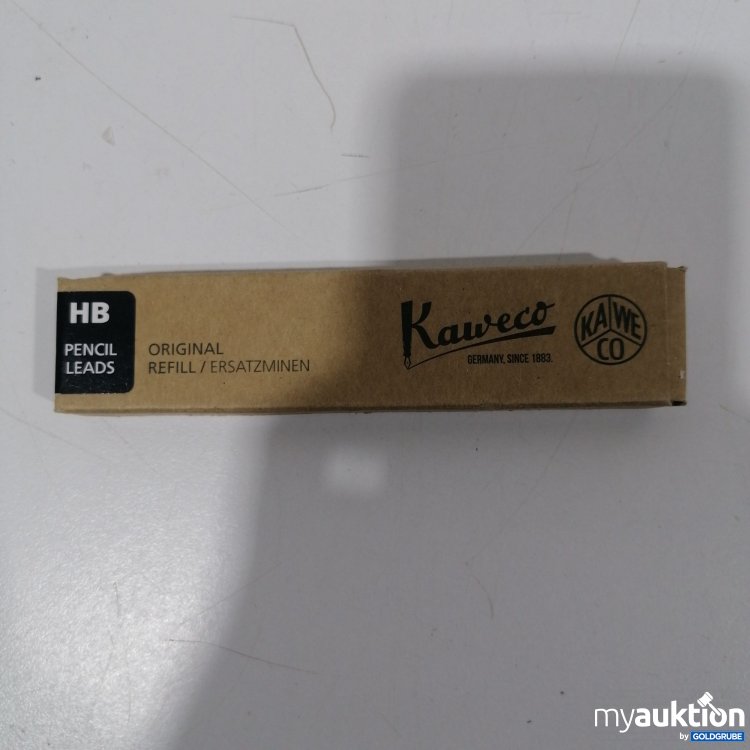 HB
PENCIL
LEADS
ORIGINAL
REFILL / ERSATZMINEN
Kaweco
GERMANY, SINCE 1883.
KA WE
CO
myauktion
by GOLDGRUBE